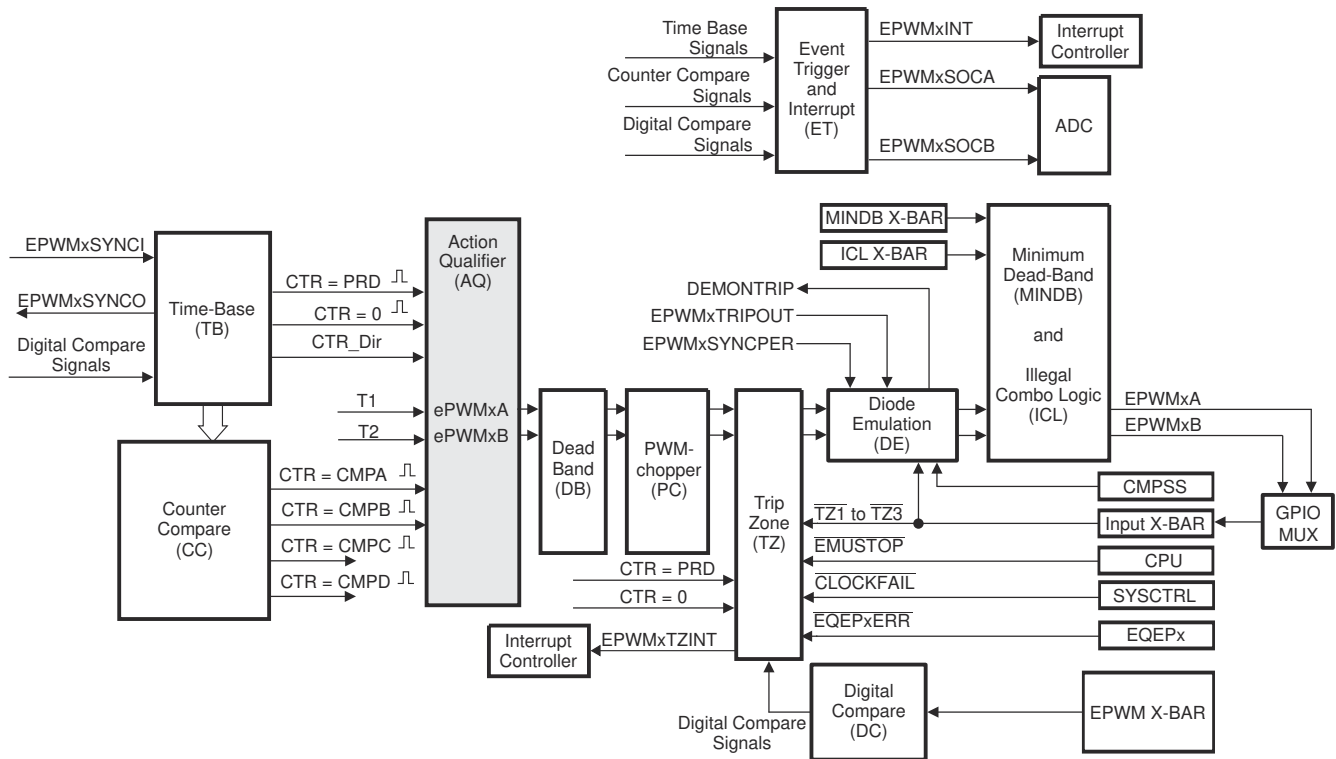 Time Base
Signals
Counter Compare
Signals
Digital Compare
Signals
Event
Trigger
and
Interrupt
(ET)
EPWMxINT
EPWMxSOCA
EPWMxSOCB
Interrupt
Controller
ADC
EPWMxSYNCI
EPWMxSYNCO
Digital Compare
Signals
Time-Base
(TB)
CTR = PRD
CTR = 0
CTR_Dir
T1
T2
Action
Qualifier
(AQ)
ePWMxA
ePWMxB
Counter
Compare
(CC)
CTR = CMPA
CTR = CMPB
CTR = CMPC
CTR = CMPD
Dead
Band
(DB)
PWM-
chopper
(PC)
Trip
Zone
(TZ)
CTR = PRD
CTR = 0
EPWMxTZINT
Interrupt
Controller
DEMONTRIP
EPWMxTRIPOUT
EPWMxSYNCPER
Diode
Emulation
(DE)
MINDB X-BAR
ICL X-BAR
Minimum
Dead-Band
(MINDB)
and
Illegal
Combo Logic
(ICL)
EPWMxA
EPWMxB
GPIO
MUX
CMPSS
TZ1 to TZ3
Input X-BAR
EMUSTOP
CPU
CLOCKFAIL
SYSCTRL
EQEPxERR
EQEPx
Digital Compare
Signals
Digital
Compare
(DC)
EPWM X-BAR